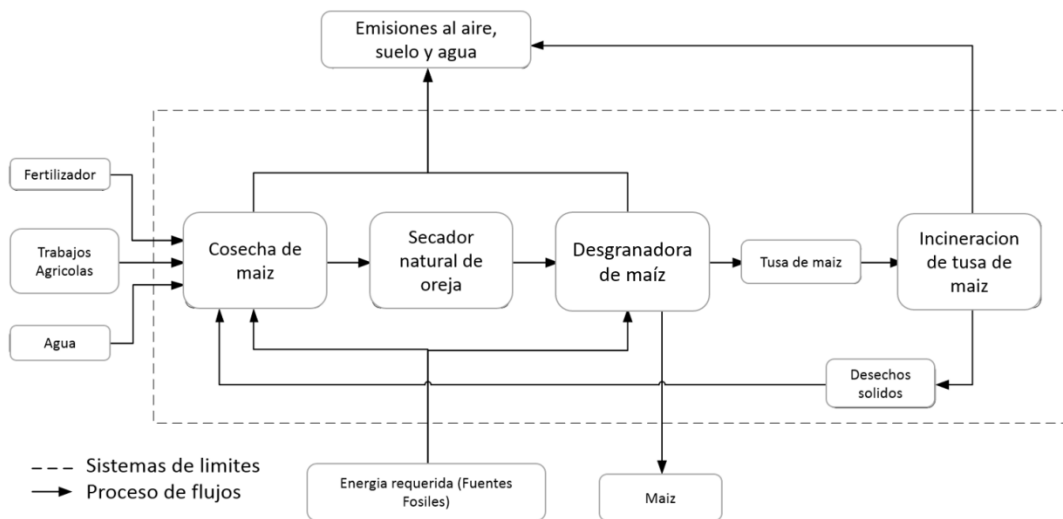 Emisiones al aire,
suelo y agua
Fertilizador
Trabajos
Agricolas
Agua
Cosecha de
maiz
Secador
natural de
oreja
Desgranadora
de maíz
Tusa de maiz
Incineracion
de tusa de
maiz
Desechos
solidos
Sistemas de limites
Proceso de flujos
Energia requerida (Fuentes
Fosiles)
Maiz